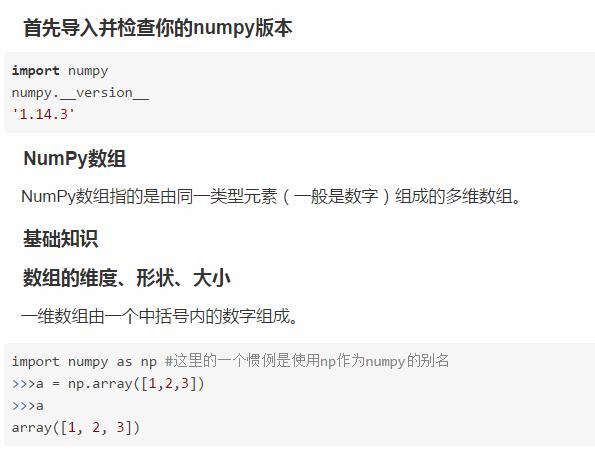 首先导入并检查你的numpy版本
import numpy
numpy.__version__
'1.14.3'
NumPy数组
NumPy数组指的是由同一类型元素（一般是数字）组成的多维数组。
基础知识
数组的维度、形状、大小
一维数组由一个中括号内的数字组成。
import numpy as np #这里的一个惯例是使用np作为numpy的别名
>>>a = np.array([1,2,3])
>>>a
array([1, 2, 3])